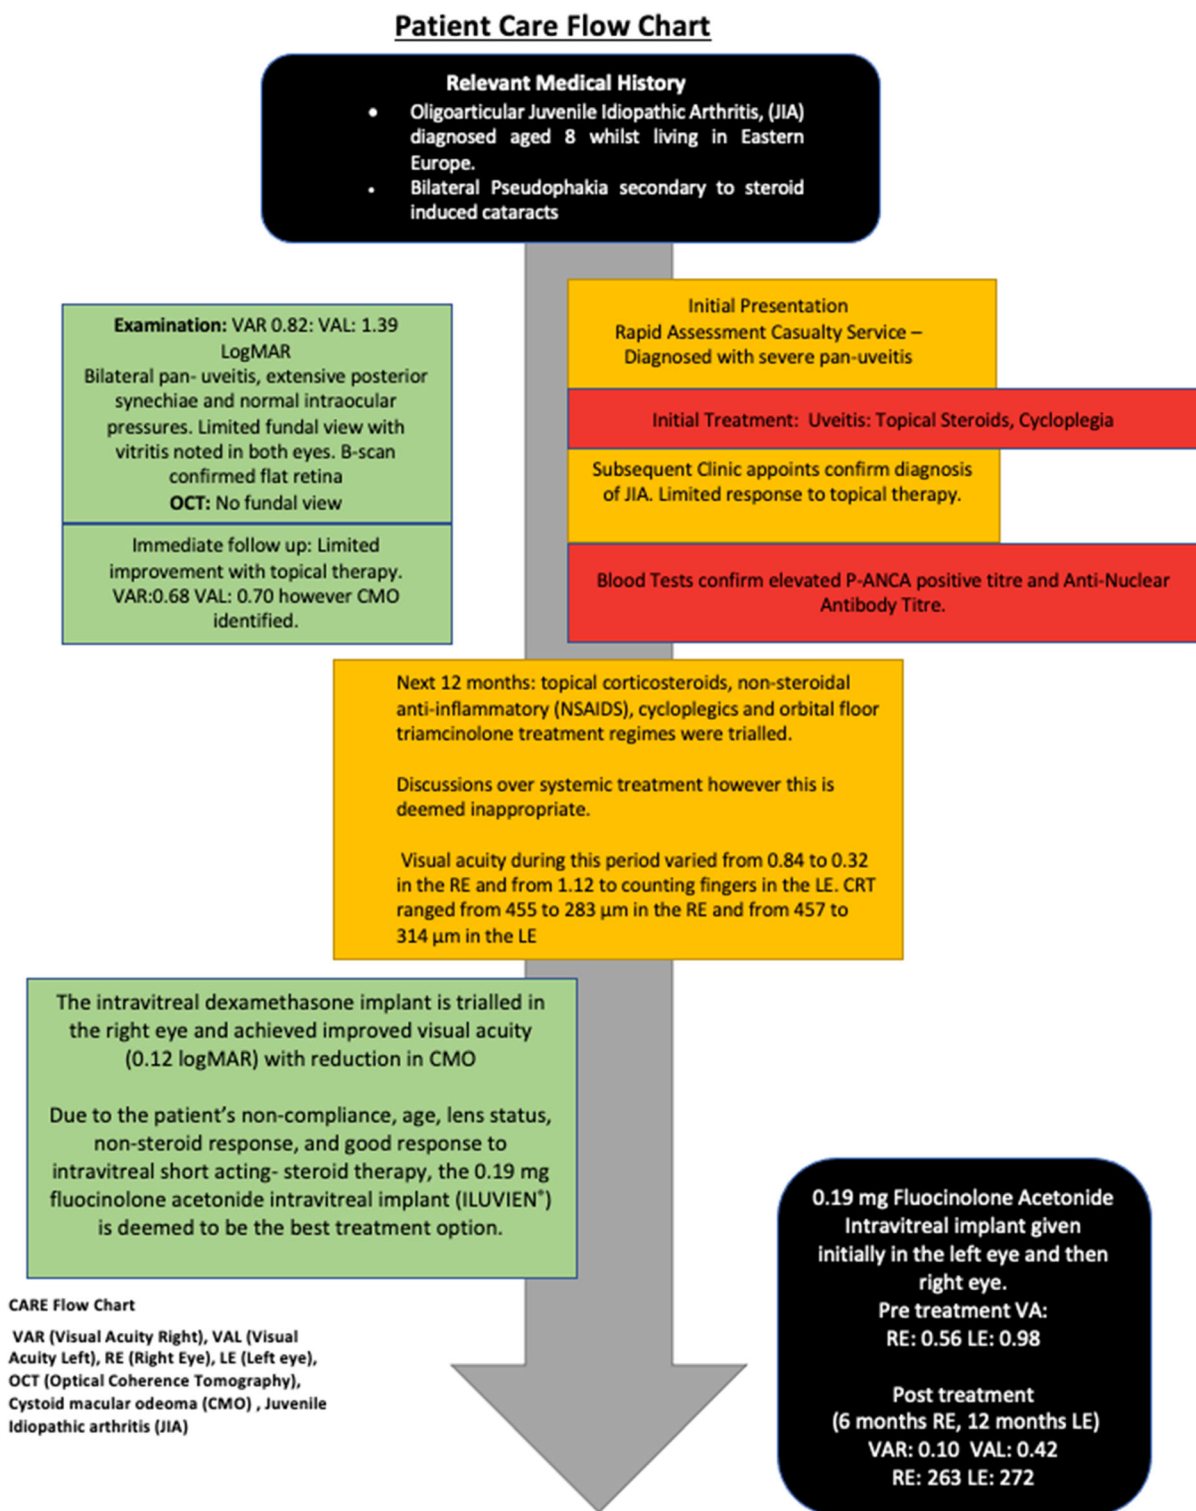 Patient Care Flow Chart
Relevant Medical History
• Oligoarticular Juvenile Idiopathic Arthritis, (JIA)
diagnosed aged 8 whilst living in Eastern
Europe.
• Bilateral Pseudophakia secondary to steroid
induced cataracts
Examination: VAR 0.82: VAL: 1.39
LogMAR
Bilateral pan- uveitis, extensive posterior
synechiae and normal intraocular
pressures. Limited fundal view with
vitritis noted in both eyes. B-scan
confirmed flat retina
OCT: No fundal view
Immediate follow up: Limited
improvement with topical therapy.
VAR:0.68 VAL: 0.70 however CMO
identified.
Initial Presentation
Rapid Assessment Casualty Service –
Diagnosed with severe pan-uveitis
Initial Treatment: Uveitis: Topical Steroids, Cycloplegia
Subsequent Clinic appoints confirm diagnosis
of JIA. Limited response to topical therapy.
Blood Tests confirm elevated P-ANCA positive titre and Anti-Nuclear
Antibody Titre.
Next 12 months: topical corticosteroids, non-steroidal
anti-inflammatory (NSAIDS), cycloplegics and orbital floor
triamcinolone treatment regimes were trialled.
Discussions over systemic treatment however this is
deemed inappropriate.
Visual acuity during this period varied from 0.84 to 0.32
in the RE and from 1.12 to counting fingers in the LE. CRT
ranged from 455 to 283 μm in the RE and from 457 to
314 μm in the LE
The intravitreal dexamethasone implant is trialled in
the right eye and achieved improved visual acuity
(0.12 logMAR) with reduction in CMO
Due to the patient's non-compliance, age, lens status,
non-steroid response, and good response to
intravitreal short acting- steroid therapy, the 0.19 mg
fluocinolone acetonide intravitreal implant (ILUVIEN®)
is deemed to be the best treatment option.
0.19 mg Fluocinolone Acetonide
Intravitreal implant given
initially in the left eye and then
right eye.
Pre treatment VA:
RE: 0.56 LE: 0.98
Post treatment
(6 months RE, 12 months LE)
VAR: 0.10 VAL: 0.42
RE: 263 LE: 272
CARE Flow Chart
VAR (Visual Acuity Right), VAL (Visual
Acuity Left), RE (Right Eye), LE (Left eye),
OCT (Optical Coherence Tomography),
Cystoid macular odeoma (CMO) , Juvenile
Idiopathic arthritis (JIA)